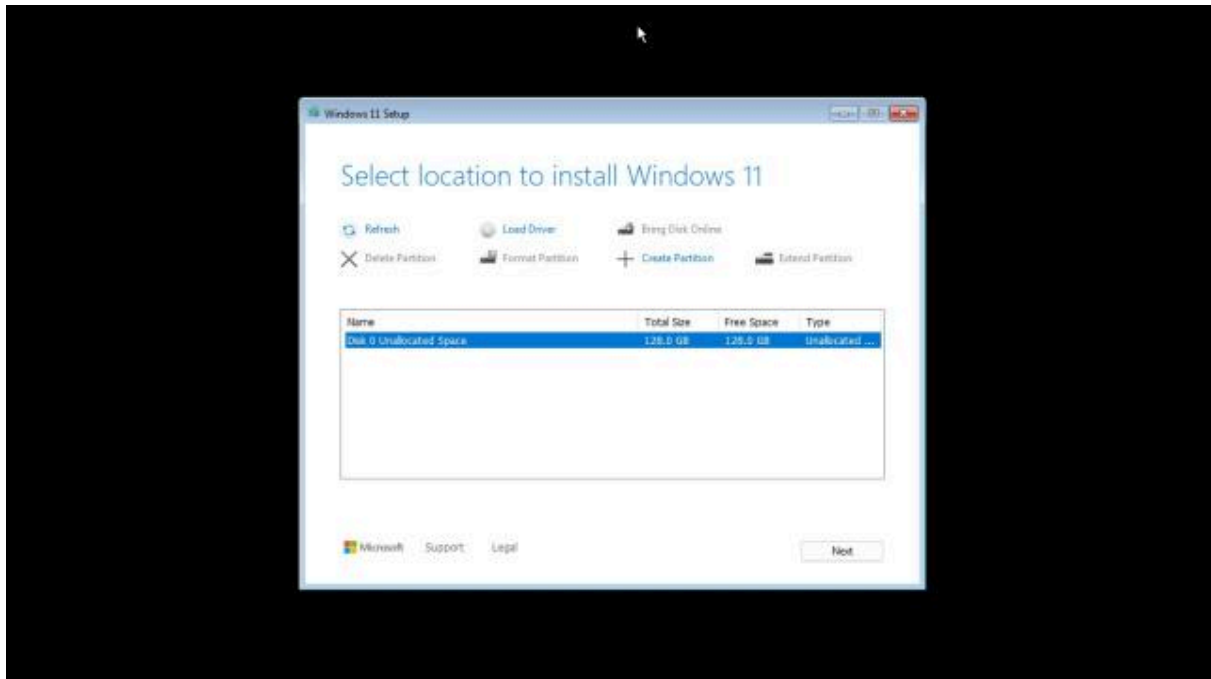 Windows 11 Setup
Select location to install Windows 11
Refresh Load Driver Bring Disk Online
Delete Partition Format Partition Create Partition Extend Partition
Name Total Size Free Space Type
Disk 0 Unallocated Space 128.0 GB 128.0 GB Unallocated ...
Microsoft Support Legal Next